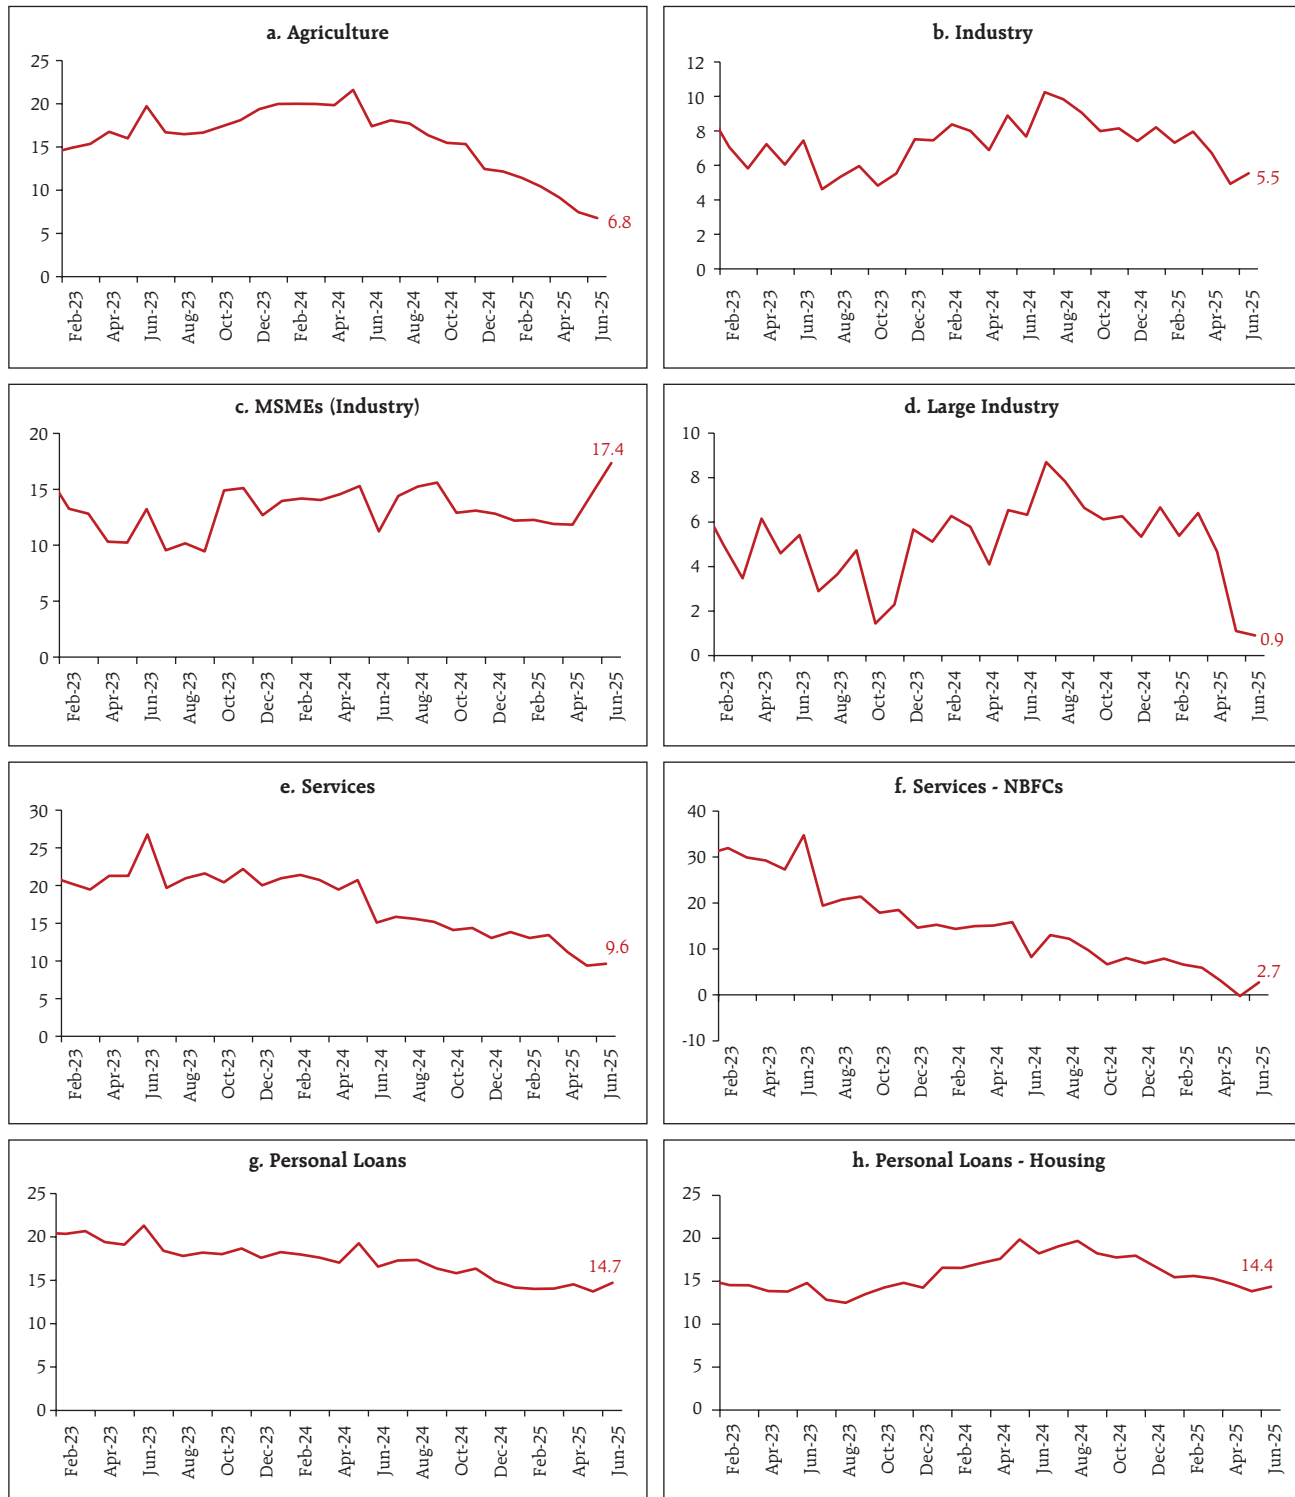 a. Agriculture
25
20
15
10
5
0
6.8
Feb-23
Apr-23
Jun-23
Aug-23
Oct-23
Dec-23
Feb-24
Apr-24
Jun-24
Aug-24
Oct-24
Dec-24
Feb-25
Apr-25
Jun-25
b. Industry
12
10
8
6
4
2
0
5.5
Feb-23
Apr-23
Jun-23
Aug-23
Oct-23
Dec-23
Feb-24
Apr-24
Jun-24
Aug-24
Oct-24
Dec-24
Feb-25
Apr-25
Jun-25
c. MSMEs (Industry)
20
15
10
5
0
17.4
Feb-23
Apr-23
Jun-23
Aug-23
Oct-23
Dec-23
Feb-24
Apr-24
Jun-24
Aug-24
Oct-24
Dec-24
Feb-25
Apr-25
Jun-25
d. Large Industry
10
8
6
4
2
0
0.9
Feb-23
Apr-23
Jun-23
Aug-23
Oct-23
Dec-23
Feb-24
Apr-24
Jun-24
Aug-24
Oct-24
Dec-24
Feb-25
Apr-25
Jun-25
e. Services
30
25
20
15
10
5
0
9.6
Feb-23
Apr-23
Jun-23
Aug-23
Oct-23
Dec-23
Feb-24
Apr-24
Jun-24
Aug-24
Oct-24
Dec-24
Feb-25
Apr-25
Jun-25
f. Services - NBFCs
40
30
20
10
0
-10
2.7
Feb-23
Apr-23
Jun-23
Aug-23
Oct-23
Dec-23
Feb-24
Apr-24
Jun-24
Aug-24
Oct-24
Dec-24
Feb-25
Apr-25
Jun-25
g. Personal Loans
25
20
15
10
5
0
14.7
Feb-23
Apr-23
Jun-23
Aug-23
Oct-23
Dec-23
Feb-24
Apr-24
Jun-24
Aug-24
Oct-24
Dec-24
Feb-25
Apr-25
Jun-25
h. Personal Loans - Housing
25
20
15
10
5
0
14.4
Feb-23
Apr-23
Jun-23
Aug-23
Oct-23
Dec-23
Feb-24
Apr-24
Jun-24
Aug-24
Oct-24
Dec-24
Feb-25
Apr-25
Jun-25